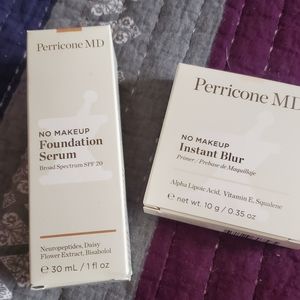 Perricone MD
NO MAKEUP
Foundation
Serum
Broad Spectrum SPF 20
Neuropeptides, Daisy
Flower Extract, Bisabolol
℮ 30 mL / 1 fl oz
Perricone MD
NO MAKEUP
Instant Blur
Primer / Prebase de Maquillaje
Alpha Lipoic Acid, Vitamin E, Squalene
℮ net wt. 10 g / 0.35 oz